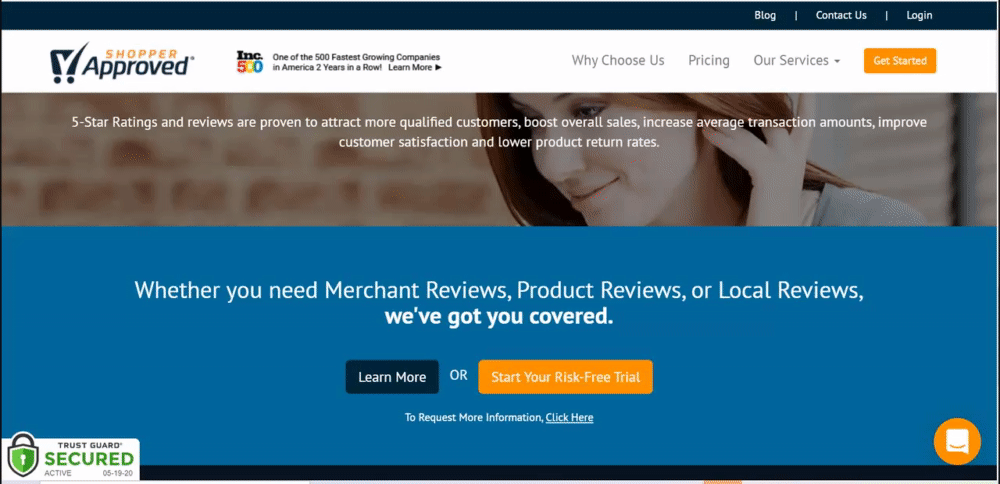 Blog | Contact Us | Login
SHOPPER
Approved®
Inc.
500
One of the 500 Fastest Growing Companies
in America 2 Years in a Row! Learn More ▶
Why Choose Us Pricing Our Services Get Started
5-Star Ratings and reviews are proven to attract more qualified customers, boost overall sales, increase average transaction amounts, improve
customer satisfaction and lower product return rates.
Whether you need Merchant Reviews, Product Reviews, or Local Reviews,
we've got you covered.
Learn More OR Start Your Risk-Free Trial
To Request More Information, Click Here
TRUST GUARD®
SECURED
ACTIVE 05-19-20